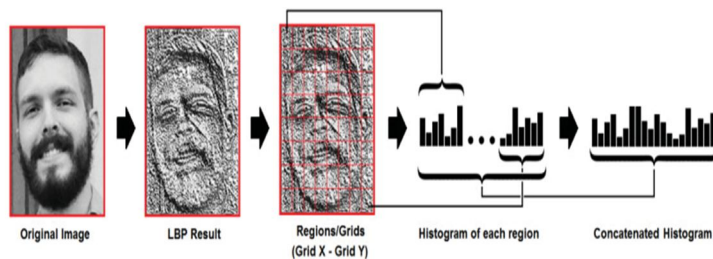 Original Image
LBP Result
Regions/Grids
(Grid X - Grid Y)
Histogram of each region
Concatenated Histogram